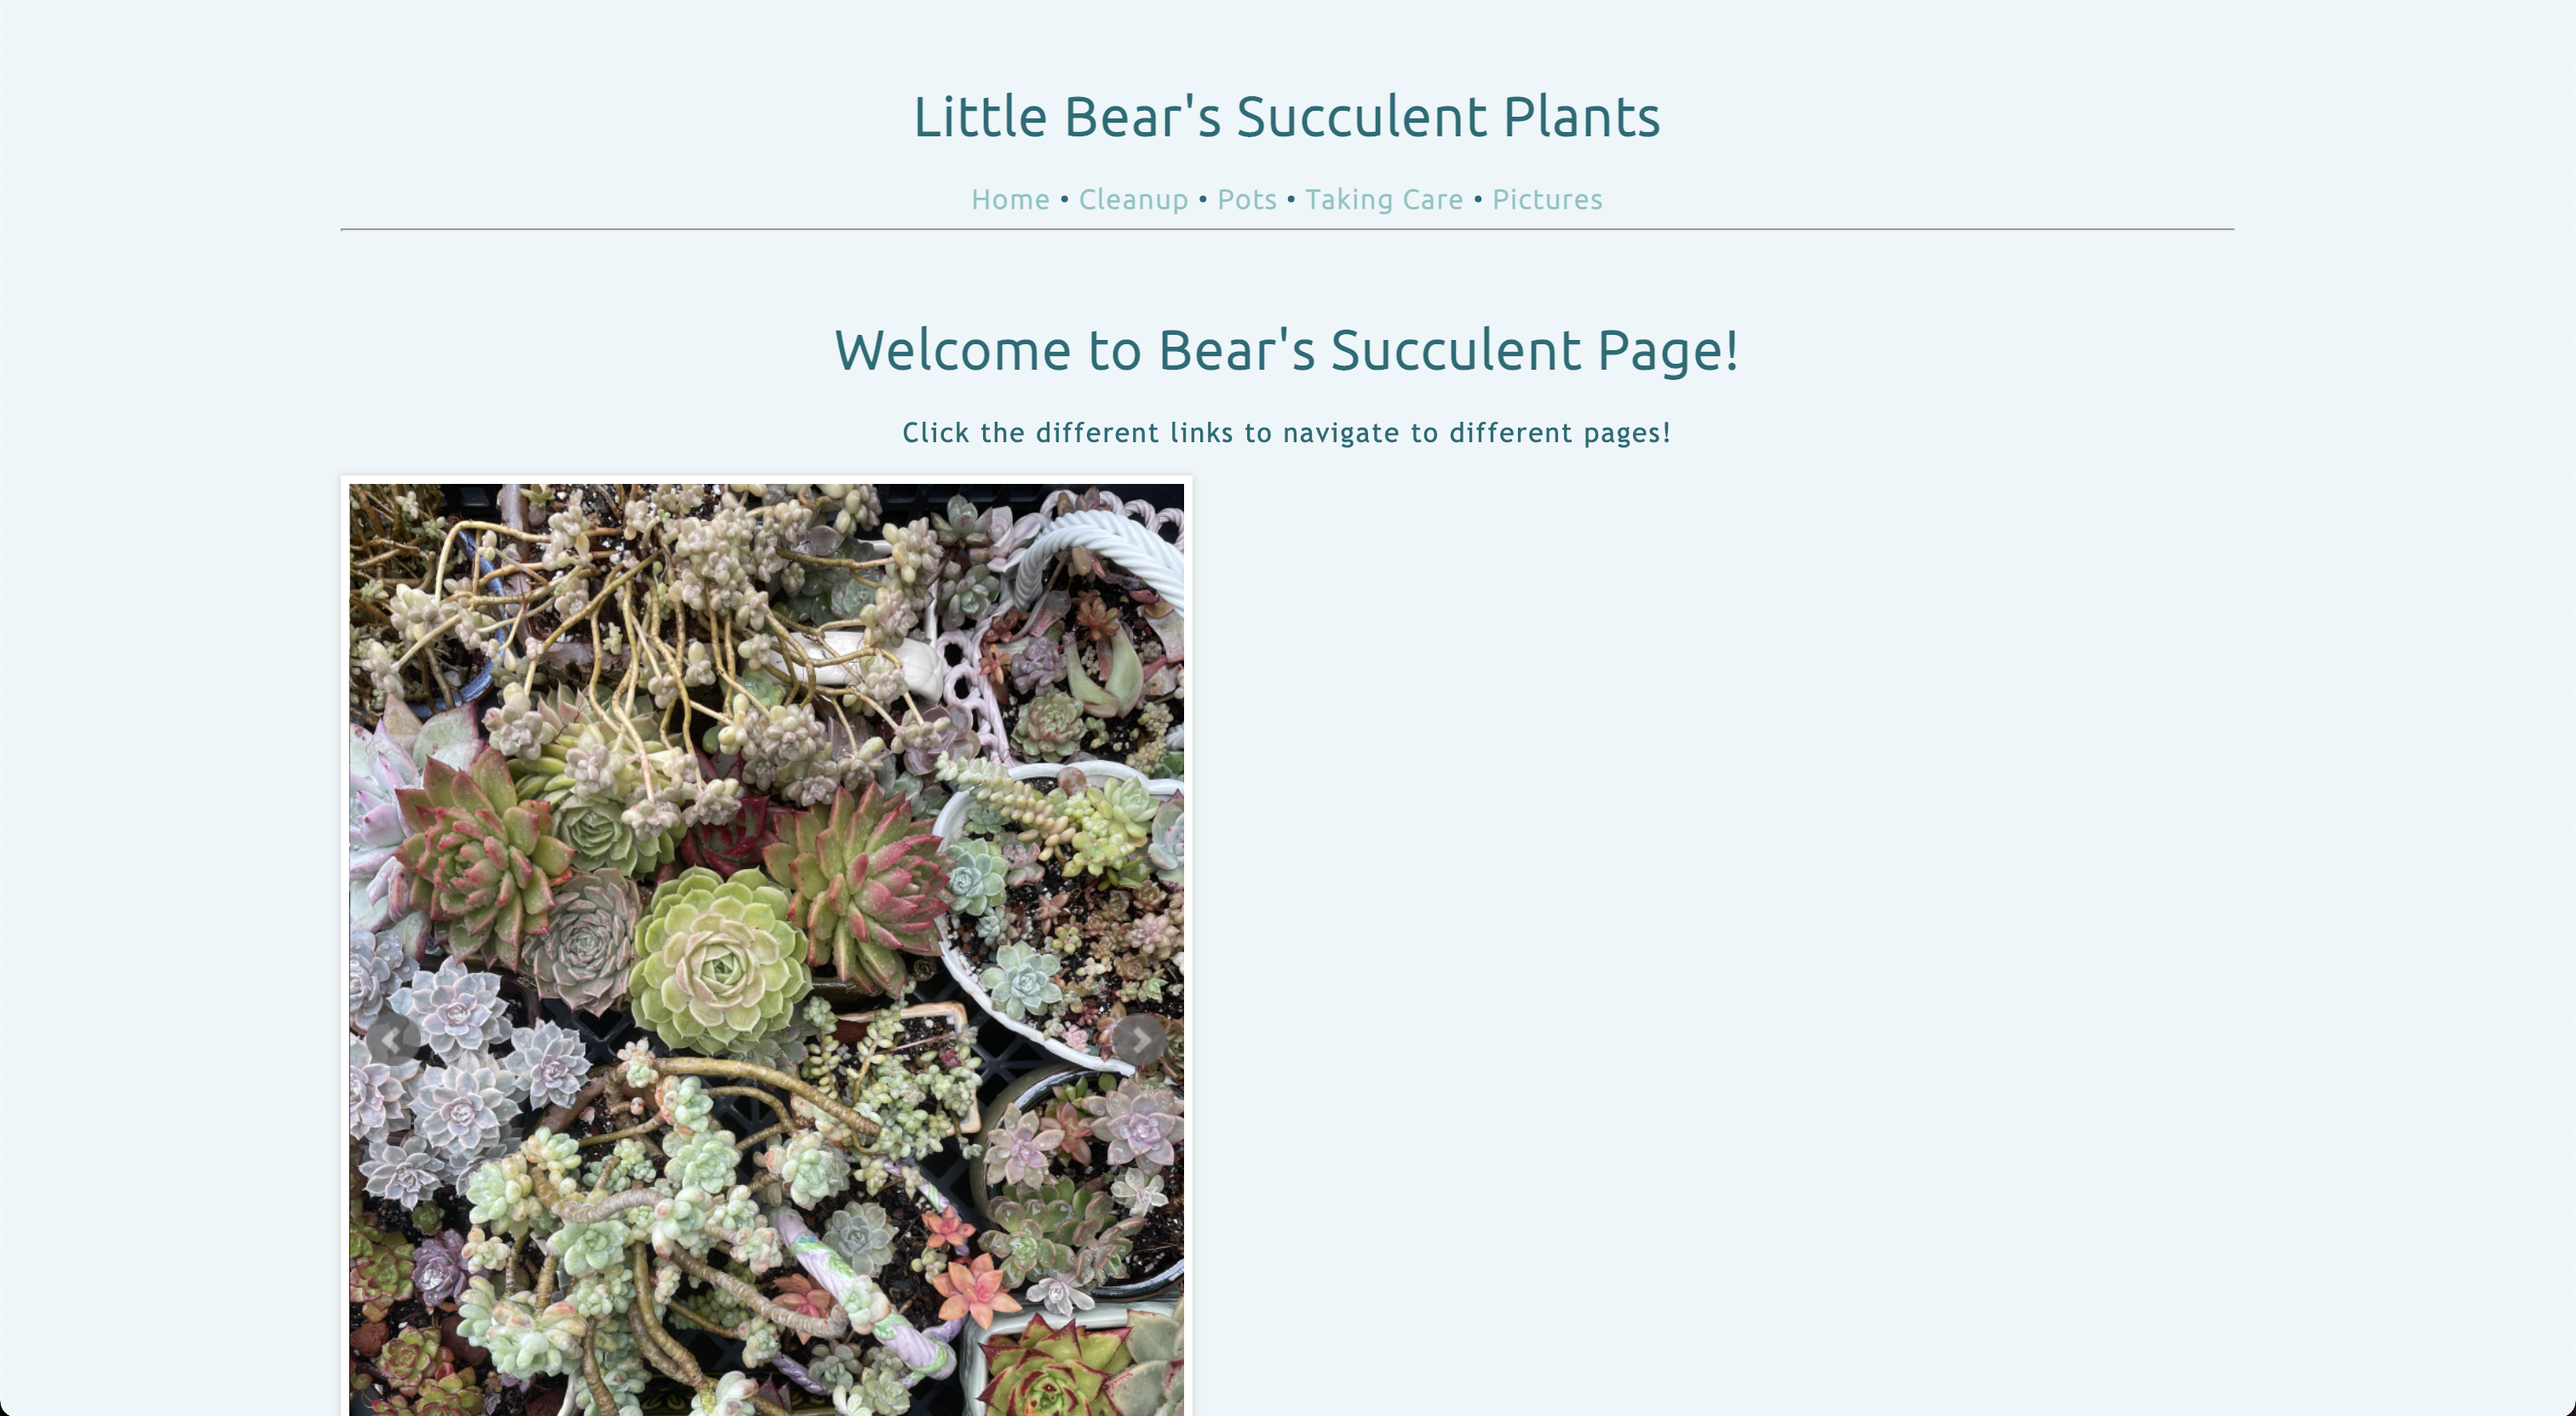 Little Bear's Succulent Plants
Home • Cleanup • Pots • Taking Care • Pictures
Welcome to Bear's Succulent Page!
Click the different links to navigate to different pages!